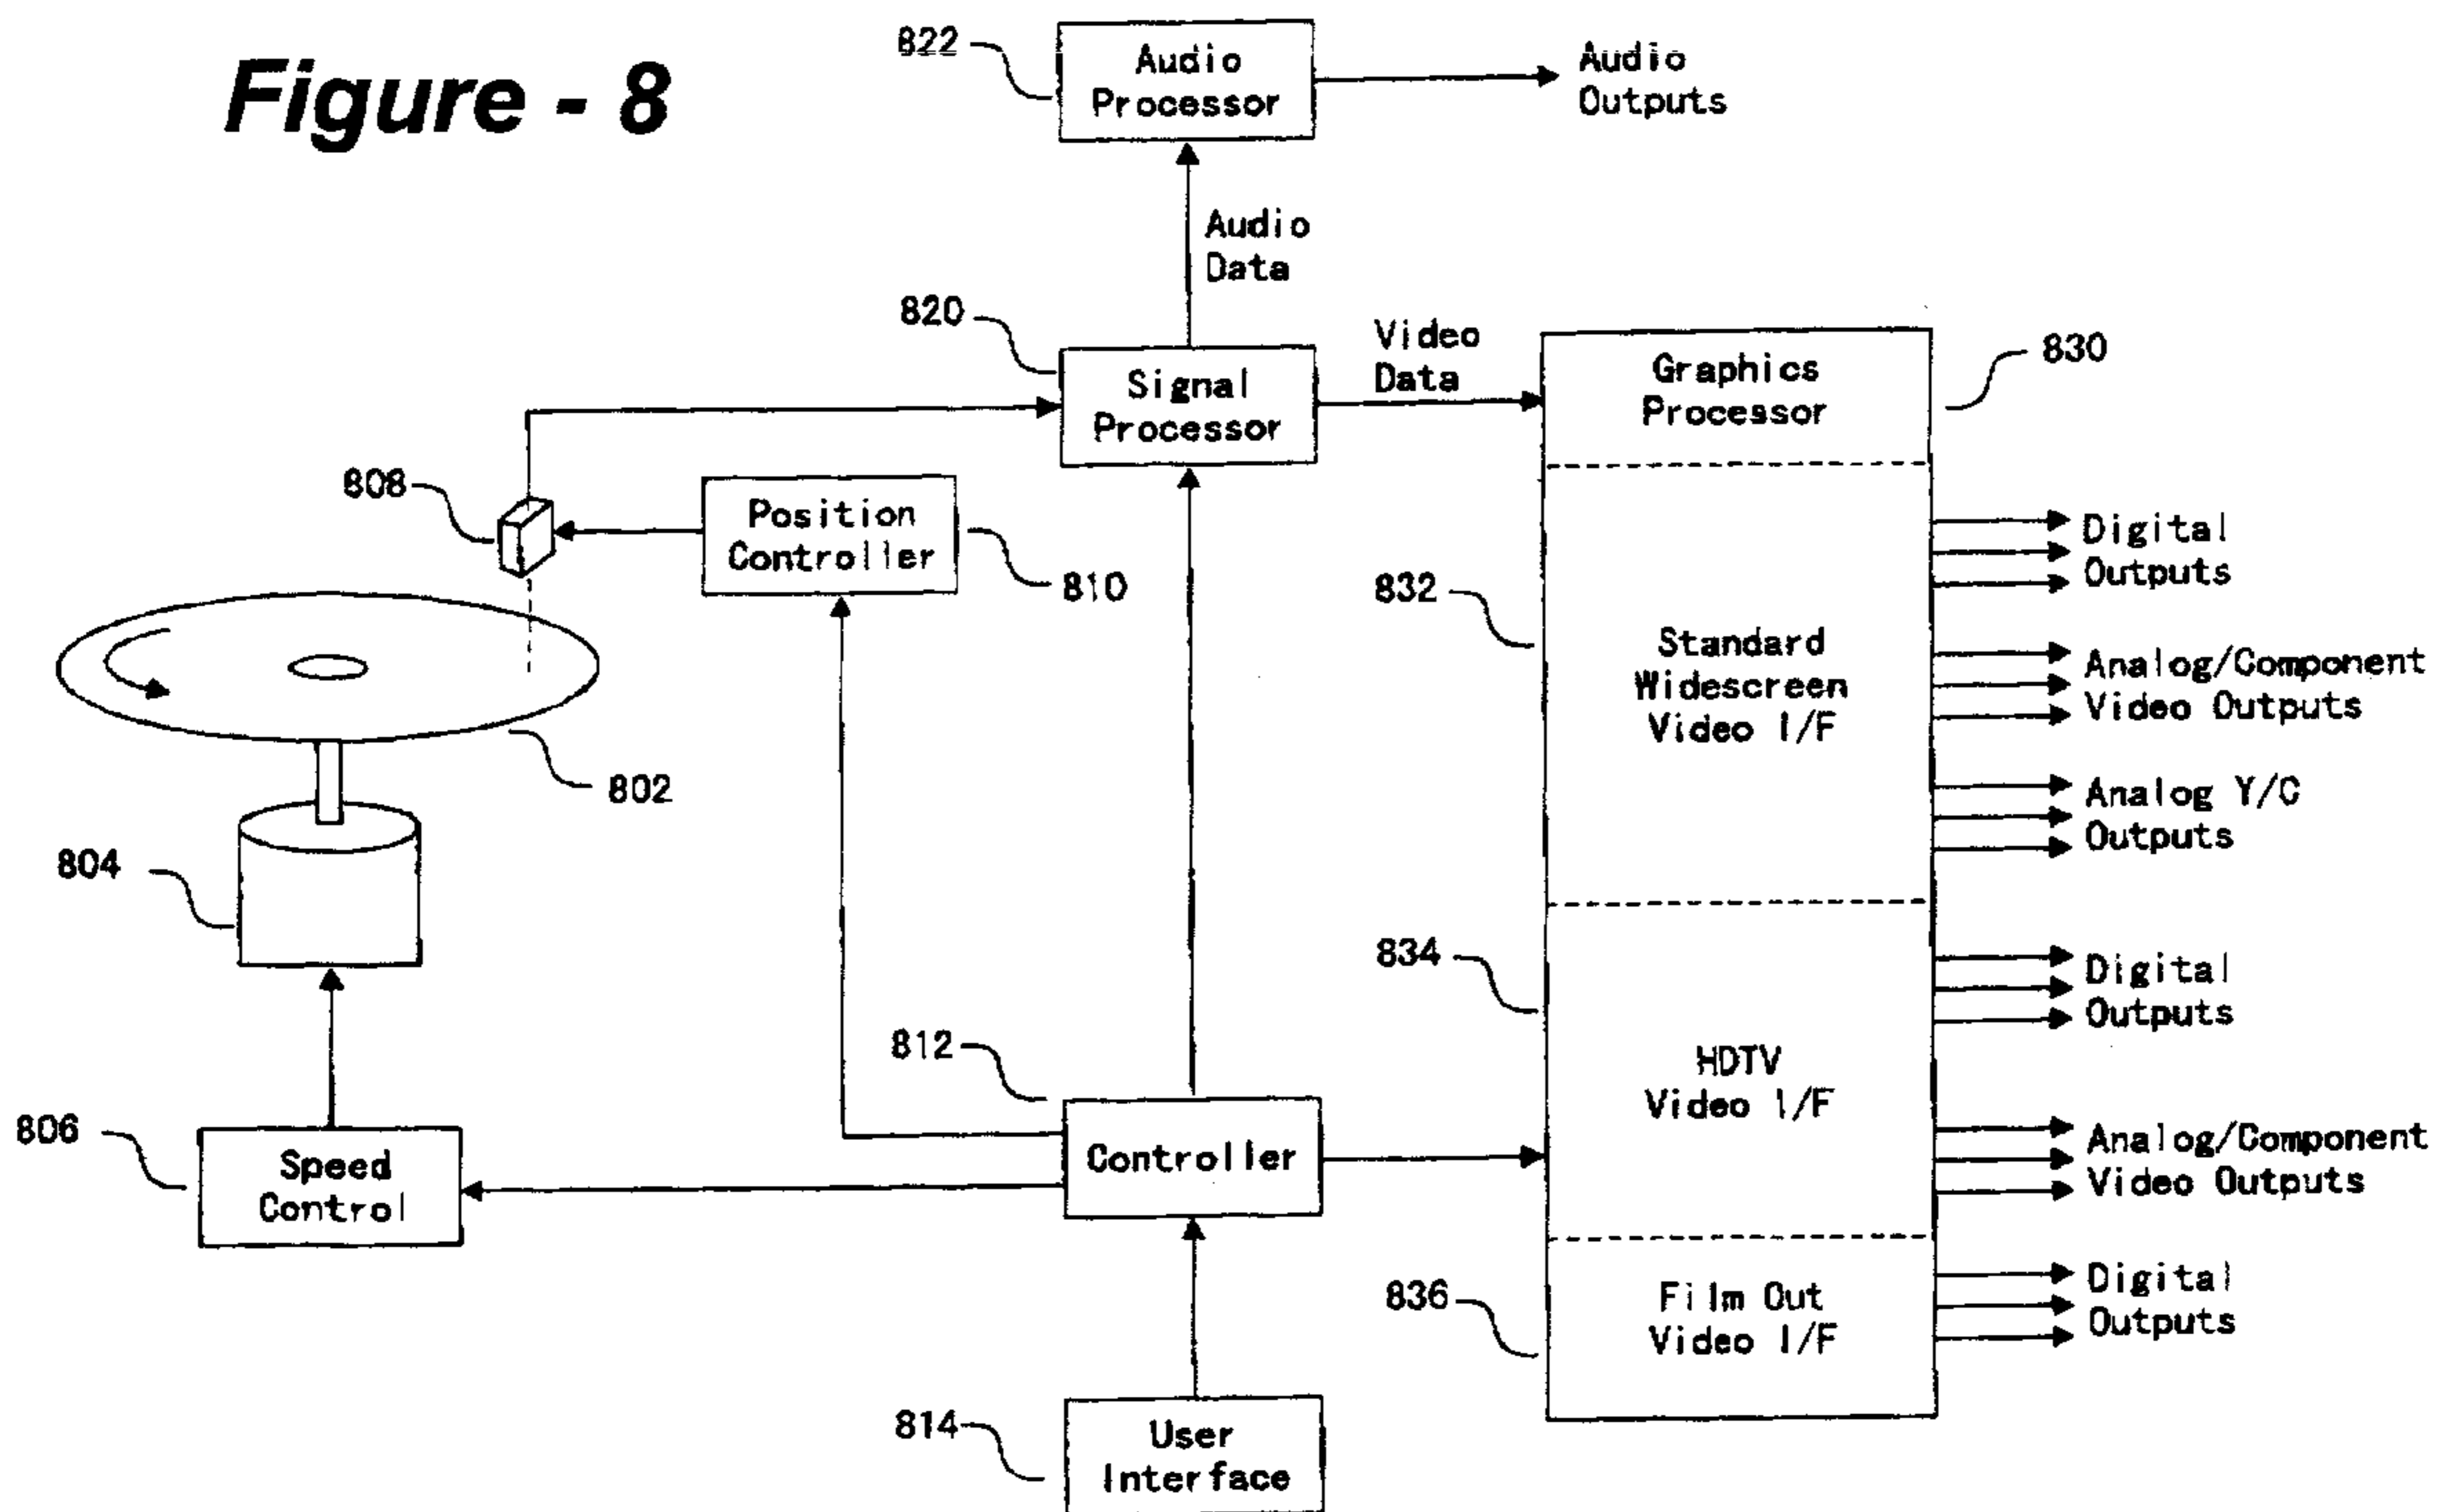 Figure - 8
822
Audio
Processor
Audio
Outputs
Audio
Data
820
Signal
Processor
Video
Data
Graphics
Processor
830
808
Position
Controller
810
832
Standard
Widescreen
Video I/F
Digital
Outputs
Analog/Component
Video Outputs
Analog Y/C
Outputs
802
804
834
HDTV
Video I/F
Digital
Outputs
Analog/Component
Video Outputs
812
Controller
806
Speed
Control
836
Film Out
Video I/F
Digital
Outputs
814
User
Interface